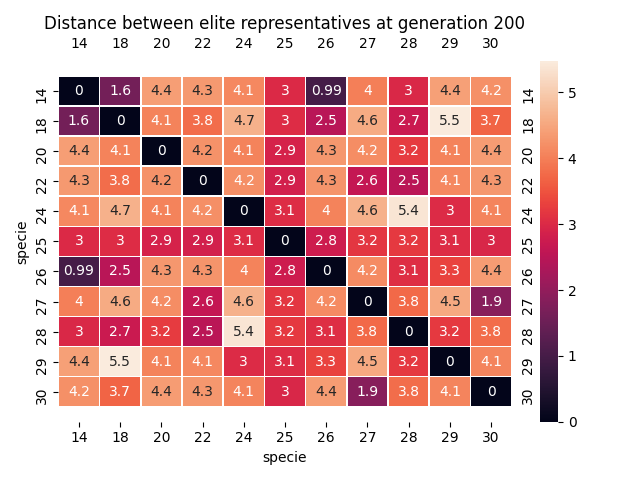 Distance between elite representatives at generation 200
14 18 20 22 24 25 26 27 28 29 30
14 0 1.6 4.4 4.3 4.1 3 0.99 4 3 4.4 4.2 14
18 1.6 0 4.1 3.8 4.7 3 2.5 4.6 2.7 5.5 3.7 18
20 4.4 4.1 0 4.2 4.1 2.9 4.3 4.2 3.2 4.1 4.4 20
22 4.3 3.8 4.2 0 4.2 2.9 4.3 2.6 2.5 4.1 4.3 22
24 4.1 4.7 4.1 4.2 0 3.1 4 4.6 5.4 3 4.1 24
25 3 3 2.9 2.9 3.1 0 2.8 3.2 3.2 3.1 3 25
26 0.99 2.5 4.3 4.3 4 2.8 0 4.2 3.1 3.3 4.4 26
27 4 4.6 4.2 2.6 4.6 3.2 4.2 0 3.8 4.5 1.9 27
28 3 2.7 3.2 2.5 5.4 3.2 3.1 3.8 0 3.2 3.8 28
29 4.4 5.5 4.1 4.1 3 3.1 3.3 4.5 3.2 0 4.1 29
30 4.2 3.7 4.4 4.3 4.1 3 4.4 1.9 3.8 4.1 0 30
14 18 20 22 24 25 26 27 28 29 30
specie
specie
5
4
3
2
1
0